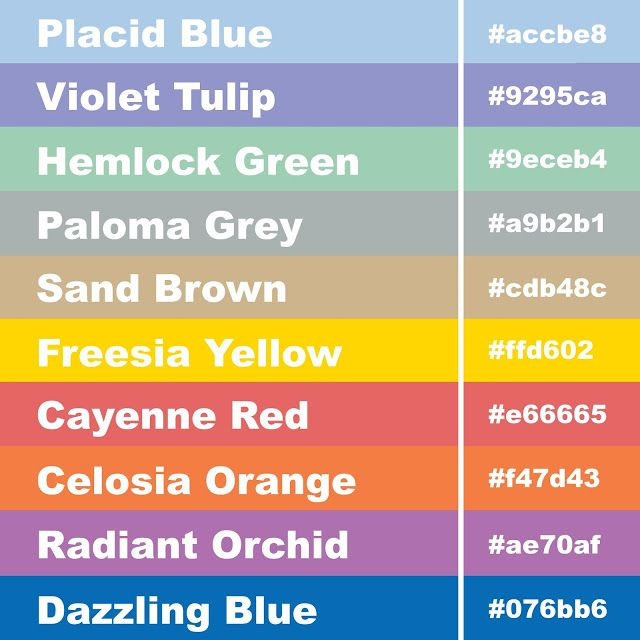 Placid Blue #accbe8
Violet Tulip #9295ca
Hemlock Green #9eceb4
Paloma Grey #a9b2b1
Sand Brown #cdb48c
Freesia Yellow #ffd602
Cayenne Red #e66665
Celosia Orange #f47d43
Radiant Orchid #ae70af
Dazzling Blue #076bb6